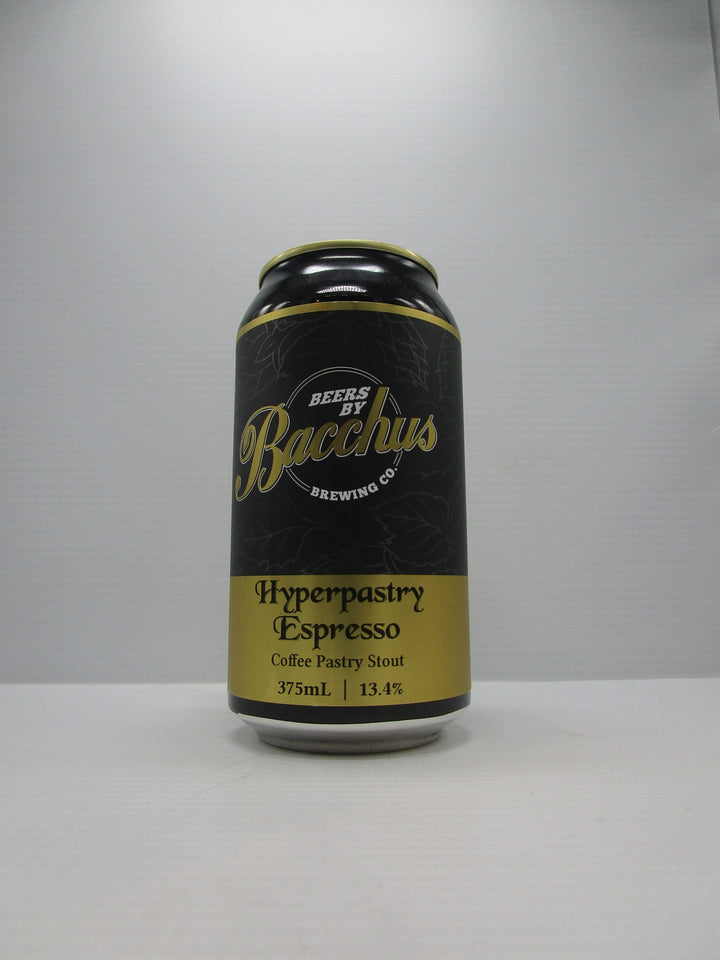 BEERS
BY
Bacchus
BREWING CO.
Hyperpastry
Espresso
Coffee Pastry Stout
375mL | 13.4%